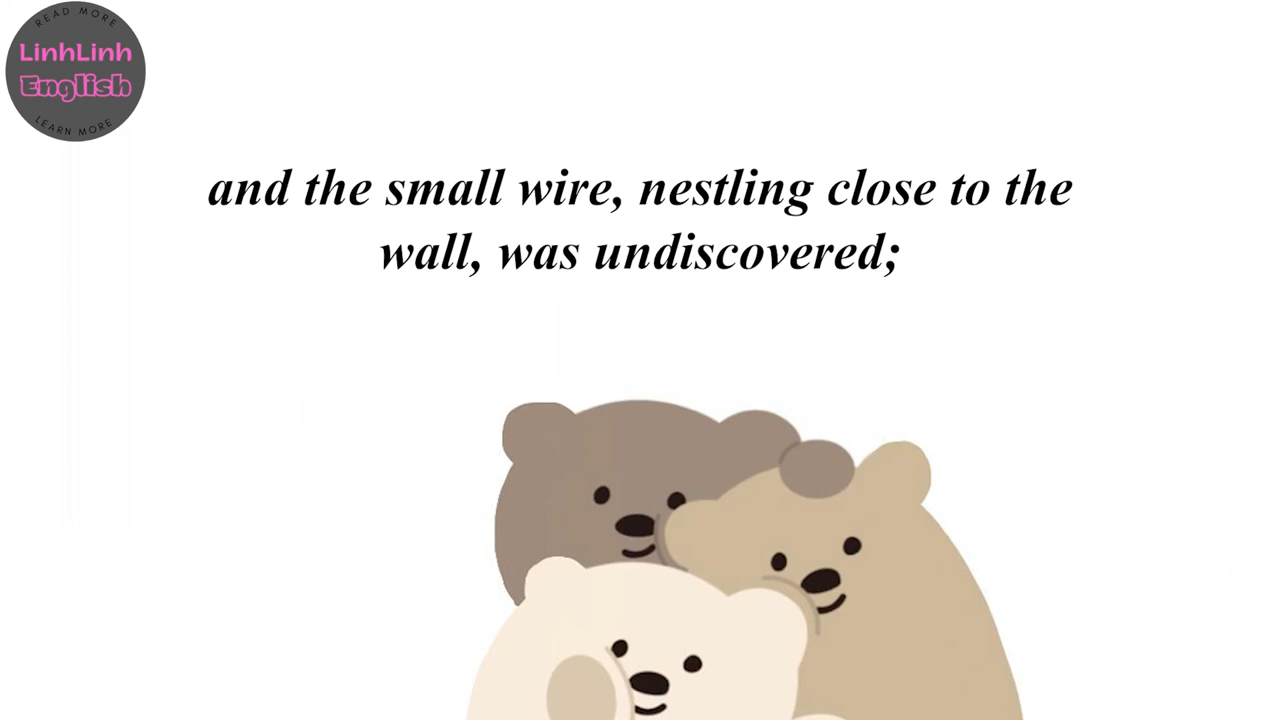 READ MORE
LinhLinh
English
LEARN MORE
and the small wire, nestling close to the
wall, was undiscovered;